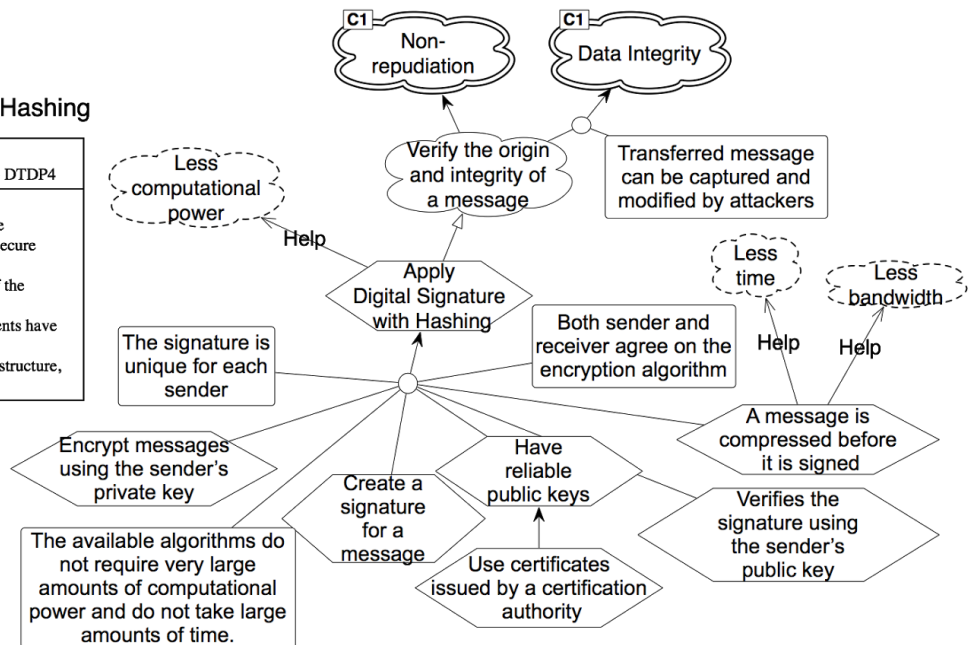 C1
Non-
repudiation
C1
Data Integrity
Hashing
DTDP4
e
ecure
f the
ents have
structure,
Less
computational
power
Verify the origin
and integrity of
a message
Transferred message
can be captured and
modified by attackers
Help
Less
time
Less
bandwidth
Apply
Digital Signature
with Hashing
The signature is
unique for each
sender
Both sender and
receiver agree on the
encryption algorithm
Help
Help
Encrypt messages
using the sender’s
private key
Create a
signature
for a
message
Have
reliable
public keys
A message is
compressed before
it is signed
The available algorithms do
not require very large
amounts of computational
power and do not take large
amounts of time.
Use certificates
issued by a certification
authority
Verifies the
signature using
the sender’s
public key